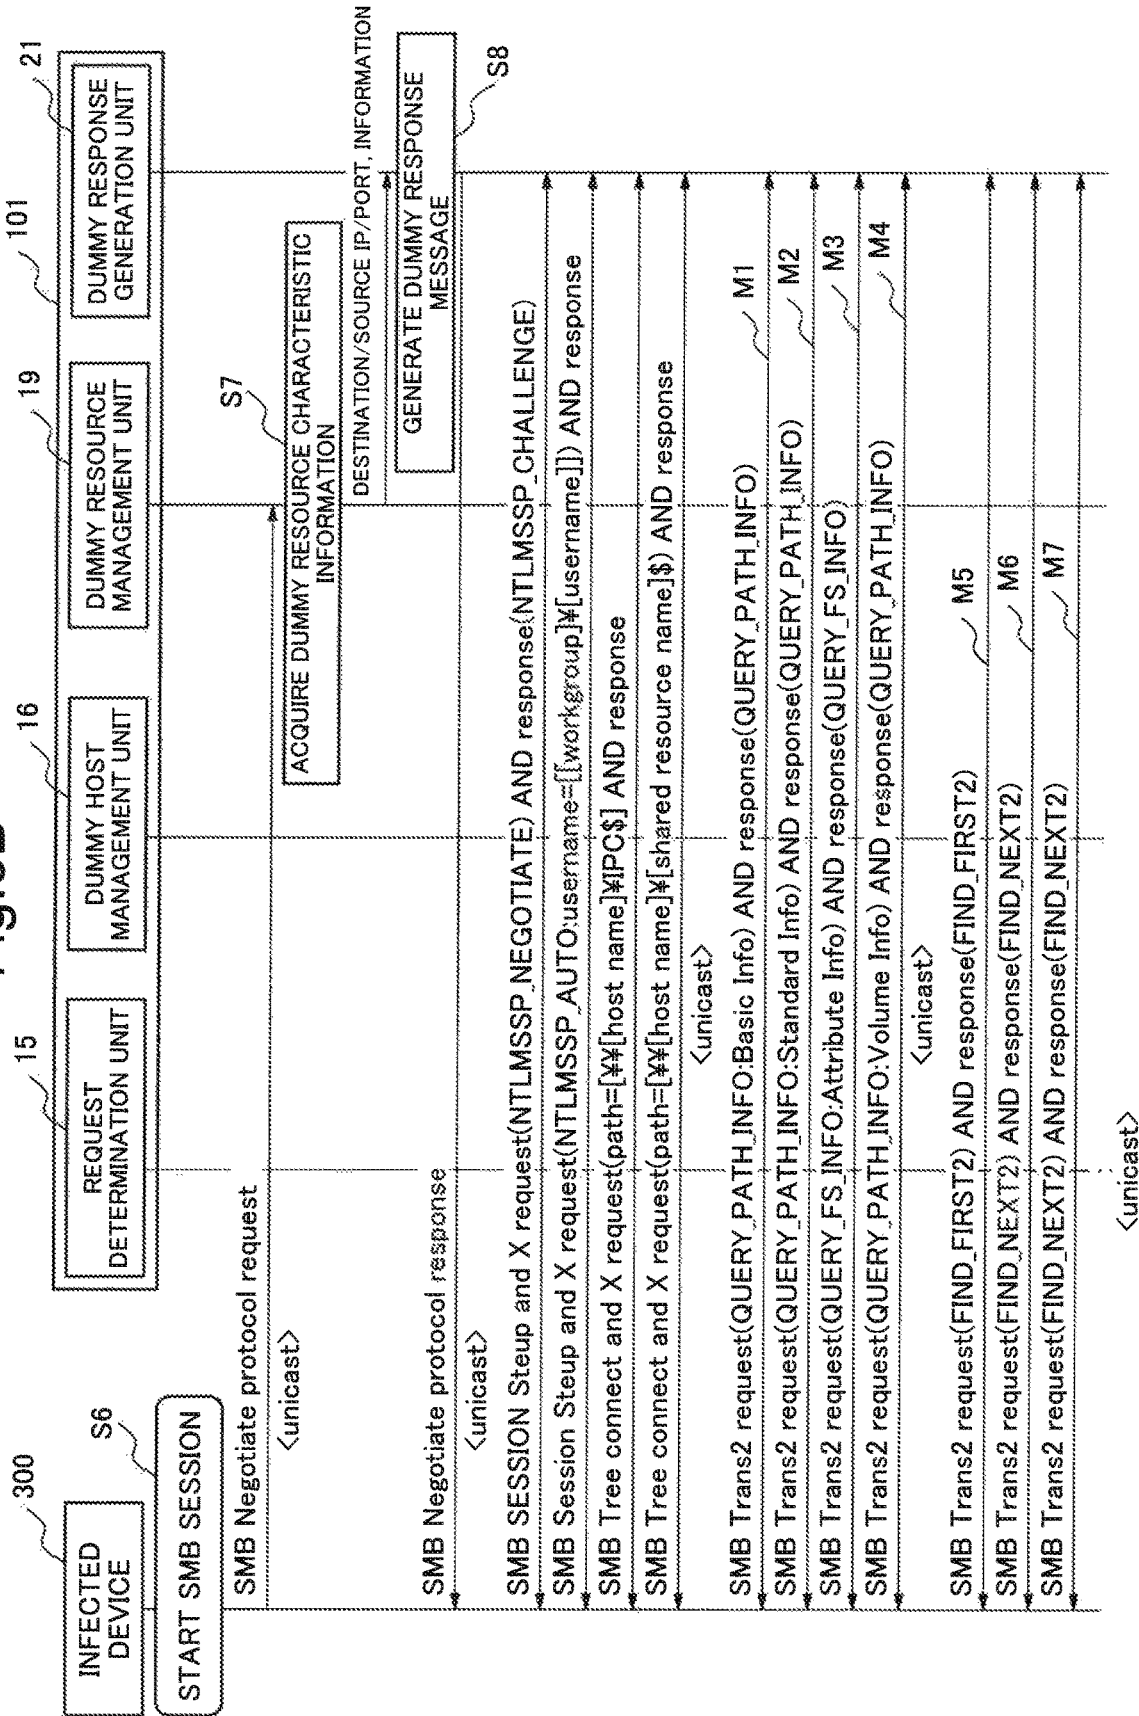 300
INFECTED
DEVICE
S6
START SMB SESSION
101
15
REQUEST
DETERMINATION UNIT
16
DUMMY HOST
MANAGEMENT UNIT
19
DUMMY RESOURCE
MANAGEMENT UNIT
21
DUMMY RESPONSE
GENERATION UNIT
SMB Negotiate protocol request
<unicast>
S7
ACQUIRE DUMMY RESOURCE CHARACTERISTIC
INFORMATION
DESTINATION/SOURCE IP/PORT, INFORMATION
GENERATE DUMMY RESPONSE
MESSAGE
S8
SMB Negotiate protocol response
<unicast>
SMB SESSION Steup and X request(NTLMSSP_NEGOTIATE) AND response(NTLMSSP_CHALLENGE)
SMB Session Steup and X request(NTLMSSP_AUTO:username=[[workgroup]¥[username]]) AND response
SMB Tree connect and X request(path=[¥¥[host name]¥IPC$] AND response
SMB Tree connect and X request(path=[¥¥[host name]¥[shared resource name]$) AND response
<unicast>
SMB Trans2 request(QUERY_PATH_INFO:Basic Info) AND response(QUERY_PATH_INFO)
M1
SMB Trans2 request(QUERY_PATH_INFO:Standard Info) AND response(QUERY_PATH_INFO)
M2
SMB Trans2 request(QUERY_FS_INFO:Attribute Info) AND response(QUERY_FS_INFO)
M3
SMB Trans2 request(QUERY_PATH_INFO:Volume Info) AND response(QUERY_PATH_INFO)
M4
<unicast>
SMB Trans2 request(FIND_FIRST2) AND response(FIND_FIRST2)
M5
SMB Trans2 request(FIND_NEXT2) AND response(FIND_NEXT2)
M6
SMB Trans2 request(FIND_NEXT2) AND response(FIND_NEXT2)
M7
<unicast>